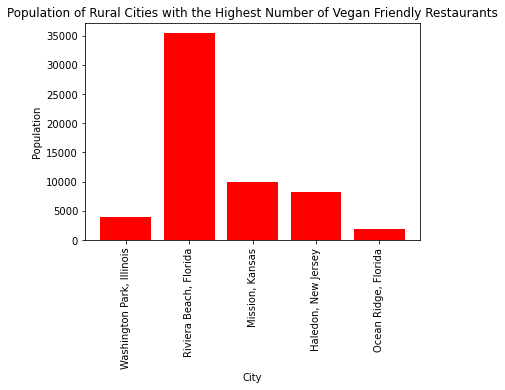 Population of Rural Cities with the Highest Number of Vegan Friendly Restaurants
Population
35000
30000
25000
20000
15000
10000
5000
0
Washington Park, Illinois
Riviera Beach, Florida
Mission, Kansas
Haledon, New Jersey
Ocean Ridge, Florida
City